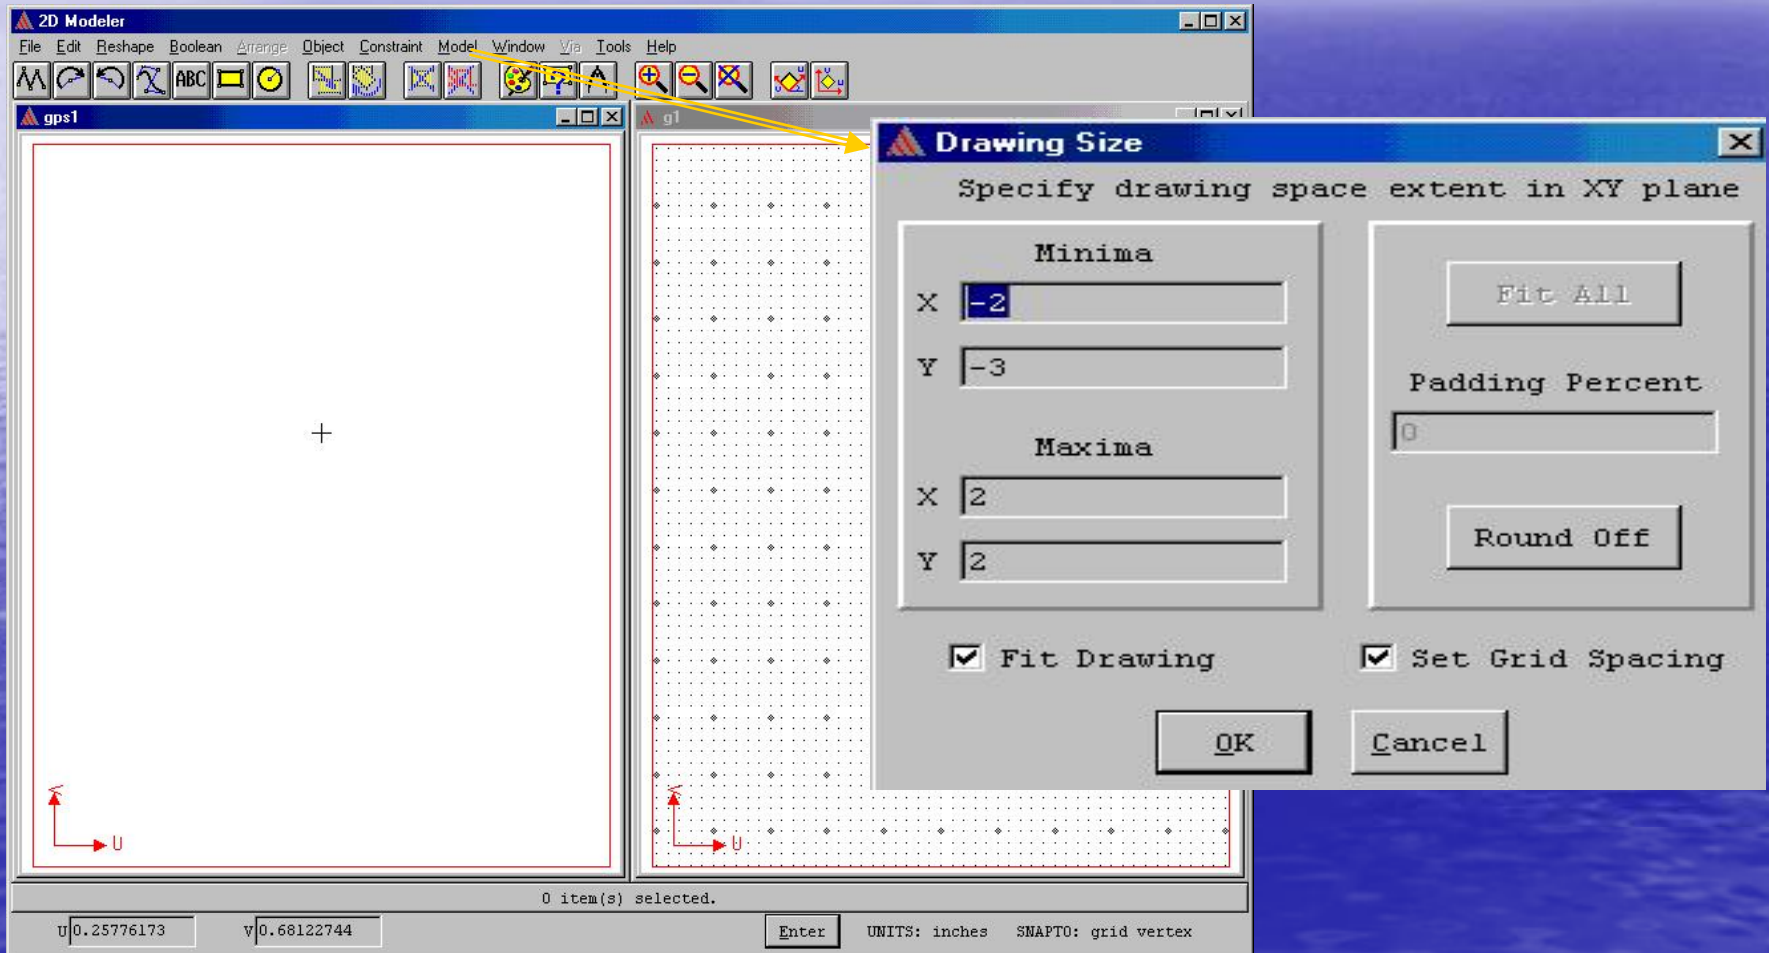 2D Modeler
File Edit Reshape Boolean Arrange Object Constraint Model Window Via Tools Help
ABC
gps1
g1
Drawing Size
Specify drawing space extent in XY plane
Minima
X -2
Y -3
Maxima
X 2
Y 2
Fit All
Padding Percent
0
Round Off
Fit Drawing
Set Grid Spacing
OK
Cancel
V
U
V
U
0 item(s) selected.
U 0.25776173 V 0.68122744 Enter UNITS: inches SNAPTO: grid vertex